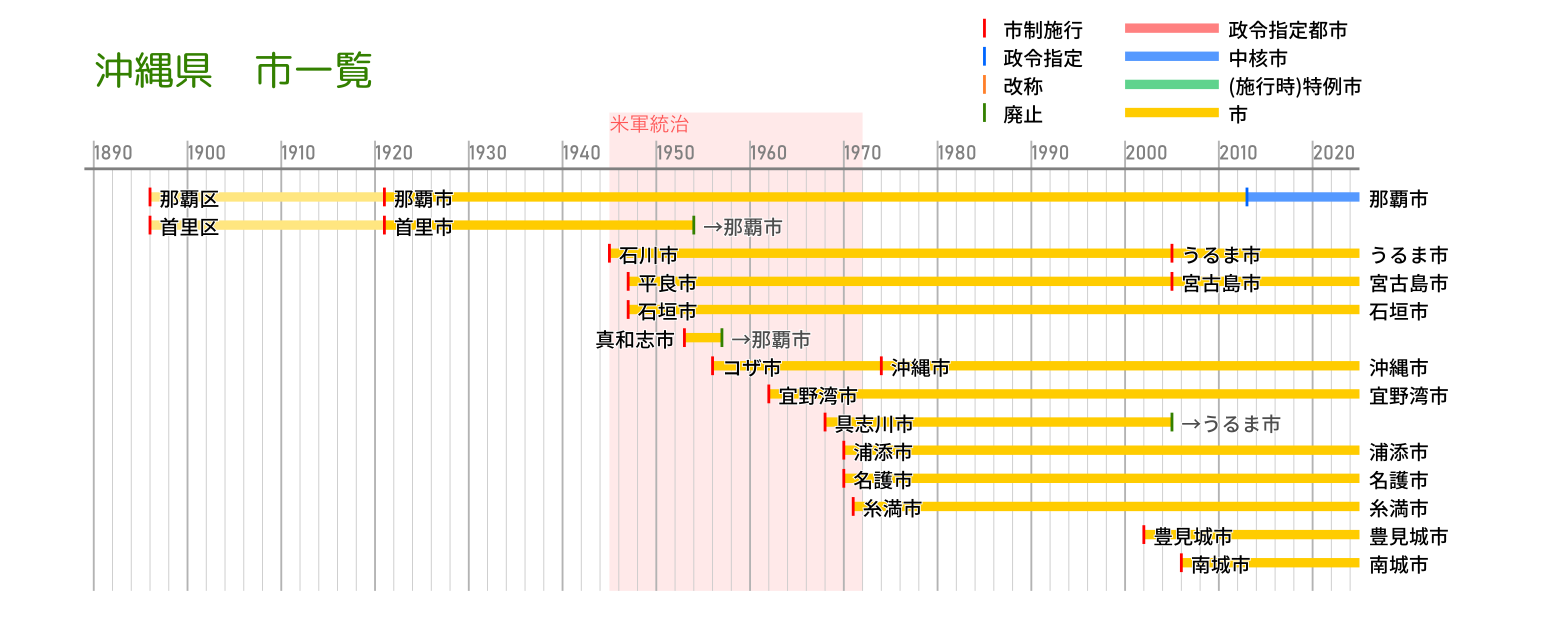 沖縄県　市一覧
市制施行
政令指定
改称
廃止
政令指定都市
中核市
(施行時)特例市
市
米軍統治
1890 1900 1910 1920 1930 1940 1950 1960 1970 1980 1990 2000 2010 2020
那覇区 那覇市 那覇市
首里区 首里市 →那覇市
石川市 うるま市 うるま市
平良市 宮古島市 宮古島市
石垣市 石垣市
真和志市 →那覇市
コザ市 沖縄市 沖縄市
宜野湾市 宜野湾市
具志川市 →うるま市
浦添市 浦添市
名護市 名護市
糸満市 糸満市
豊見城市 豊見城市
南城市 南城市